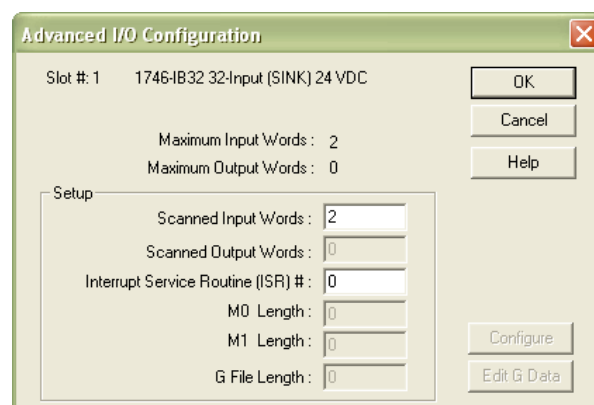 Advanced I/O Configuration
Slot #: 1 1746-IB32 32-Input (SINK) 24 VDC
OK
Cancel
Maximum Input Words : 2
Maximum Output Words : 0
Help
Setup
Scanned Input Words : 2
Scanned Output Words : 0
Interrupt Service Routine (ISR) # : 0
M0 Length : 0
M1 Length : 0
Configure
G File Length : 0
Edit G Data